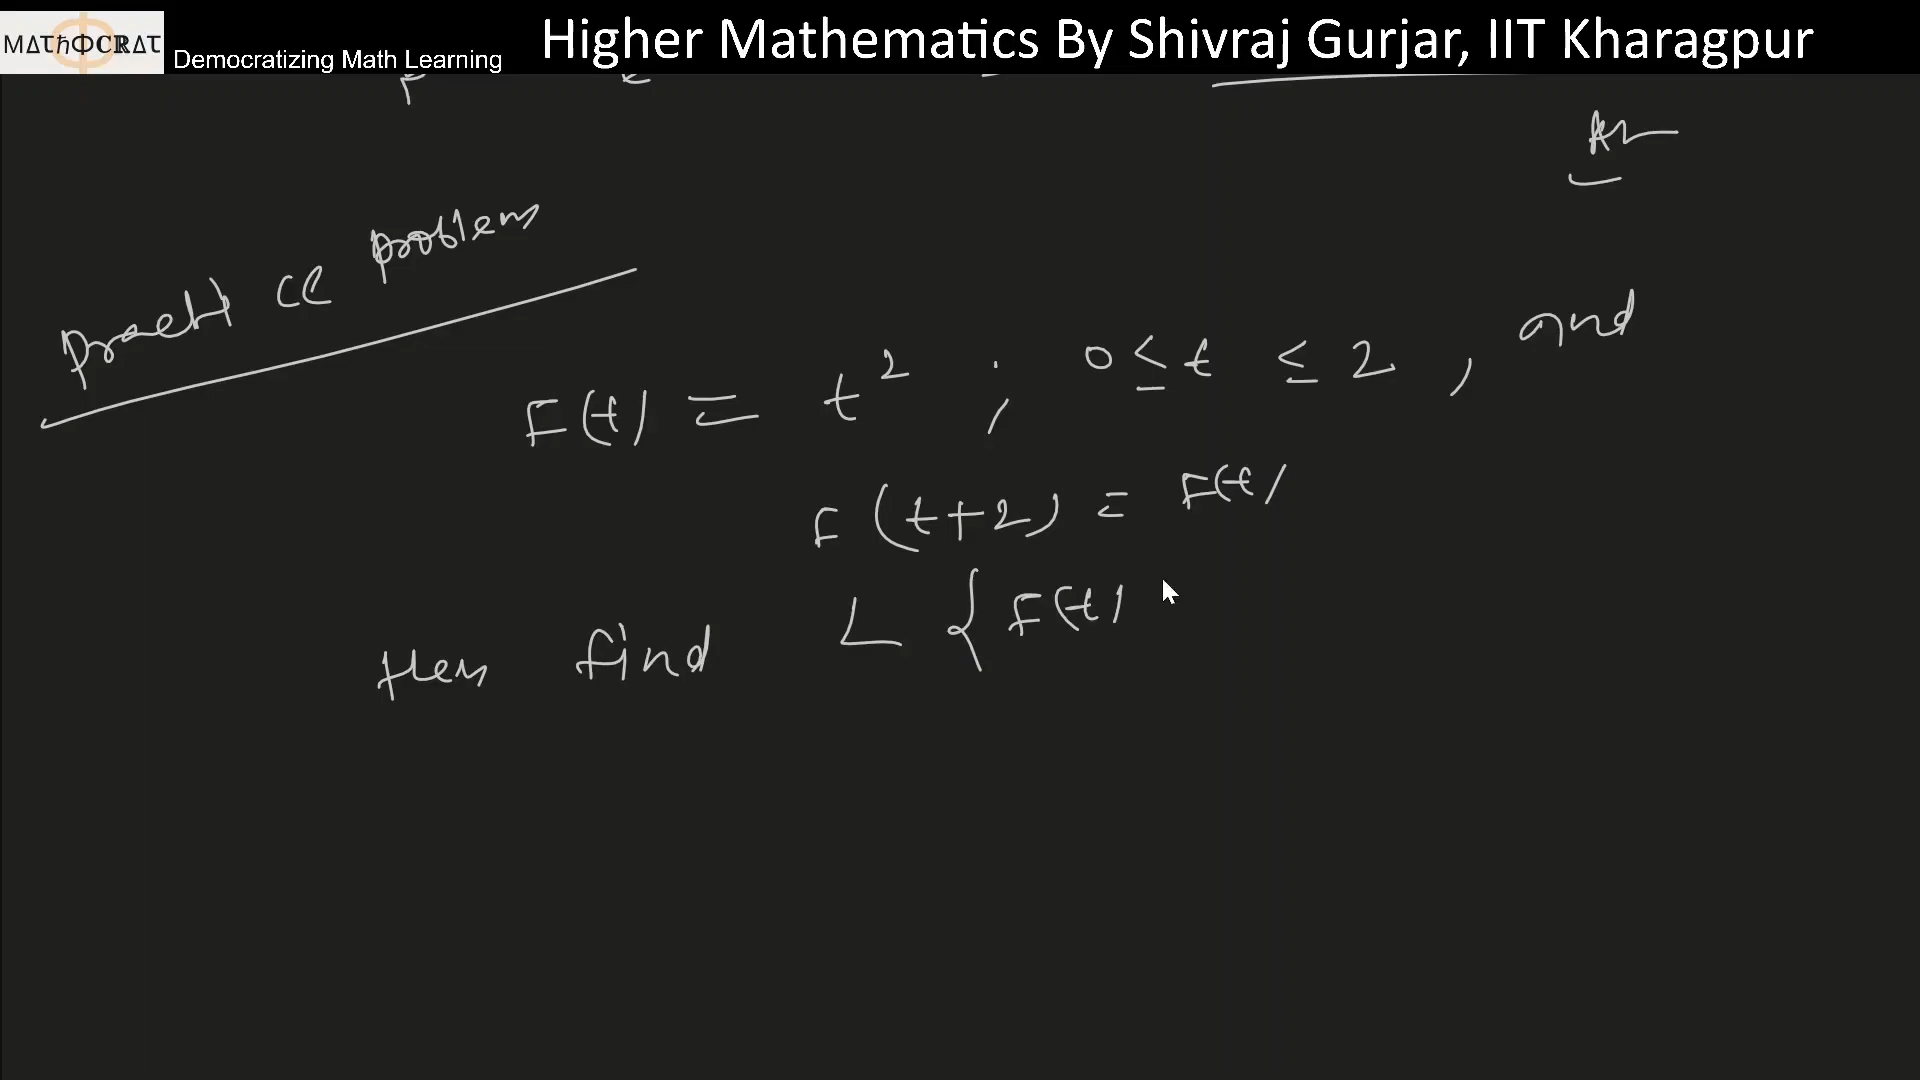 MΔTℏΦCRΔT
Democratizing Math Learning
Higher Mathematics By Shivraj Gurjar, IIT Kharagpur
Practice problem
F(t) = t² ; 0 ≤ t ≤ 2 , and
F(t+2) = F(t)
then find L { F(t)